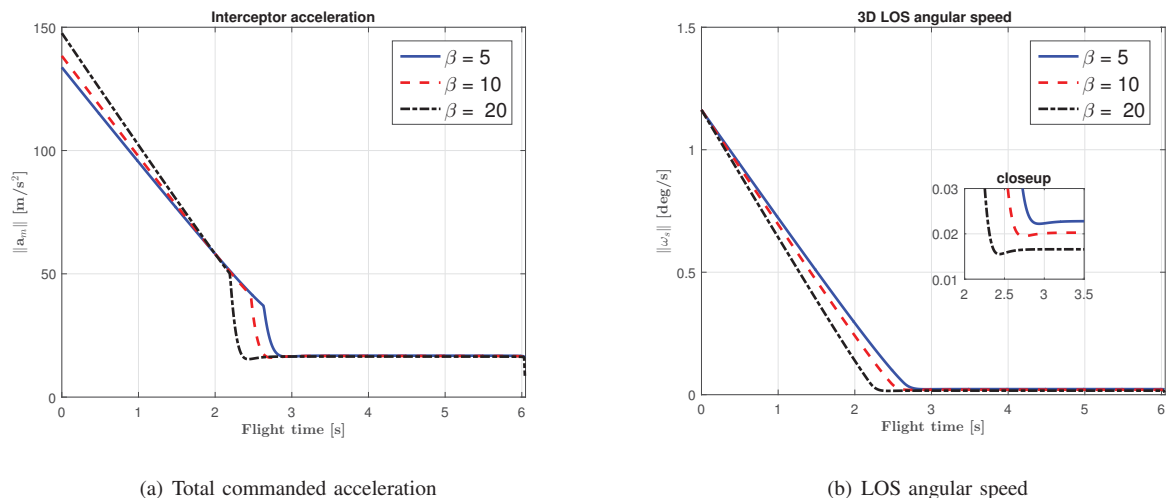 Interceptor acceleration
‖a_m‖ [m/s²]
200
150
100
50
0
0 1 2 3 4 5 6
Flight time [s]
β = 5
β = 10
β = 20
(a) Total commanded acceleration
3D LOS angular speed
‖ω_s‖ [deg/s]
1.5
1
0.5
0
0 1 2 3 4 5 6
Flight time [s]
β = 5
β = 10
β = 20
closeup
0.03
0.02
0.01
2 2.5 3 3.5
(b) LOS angular speed